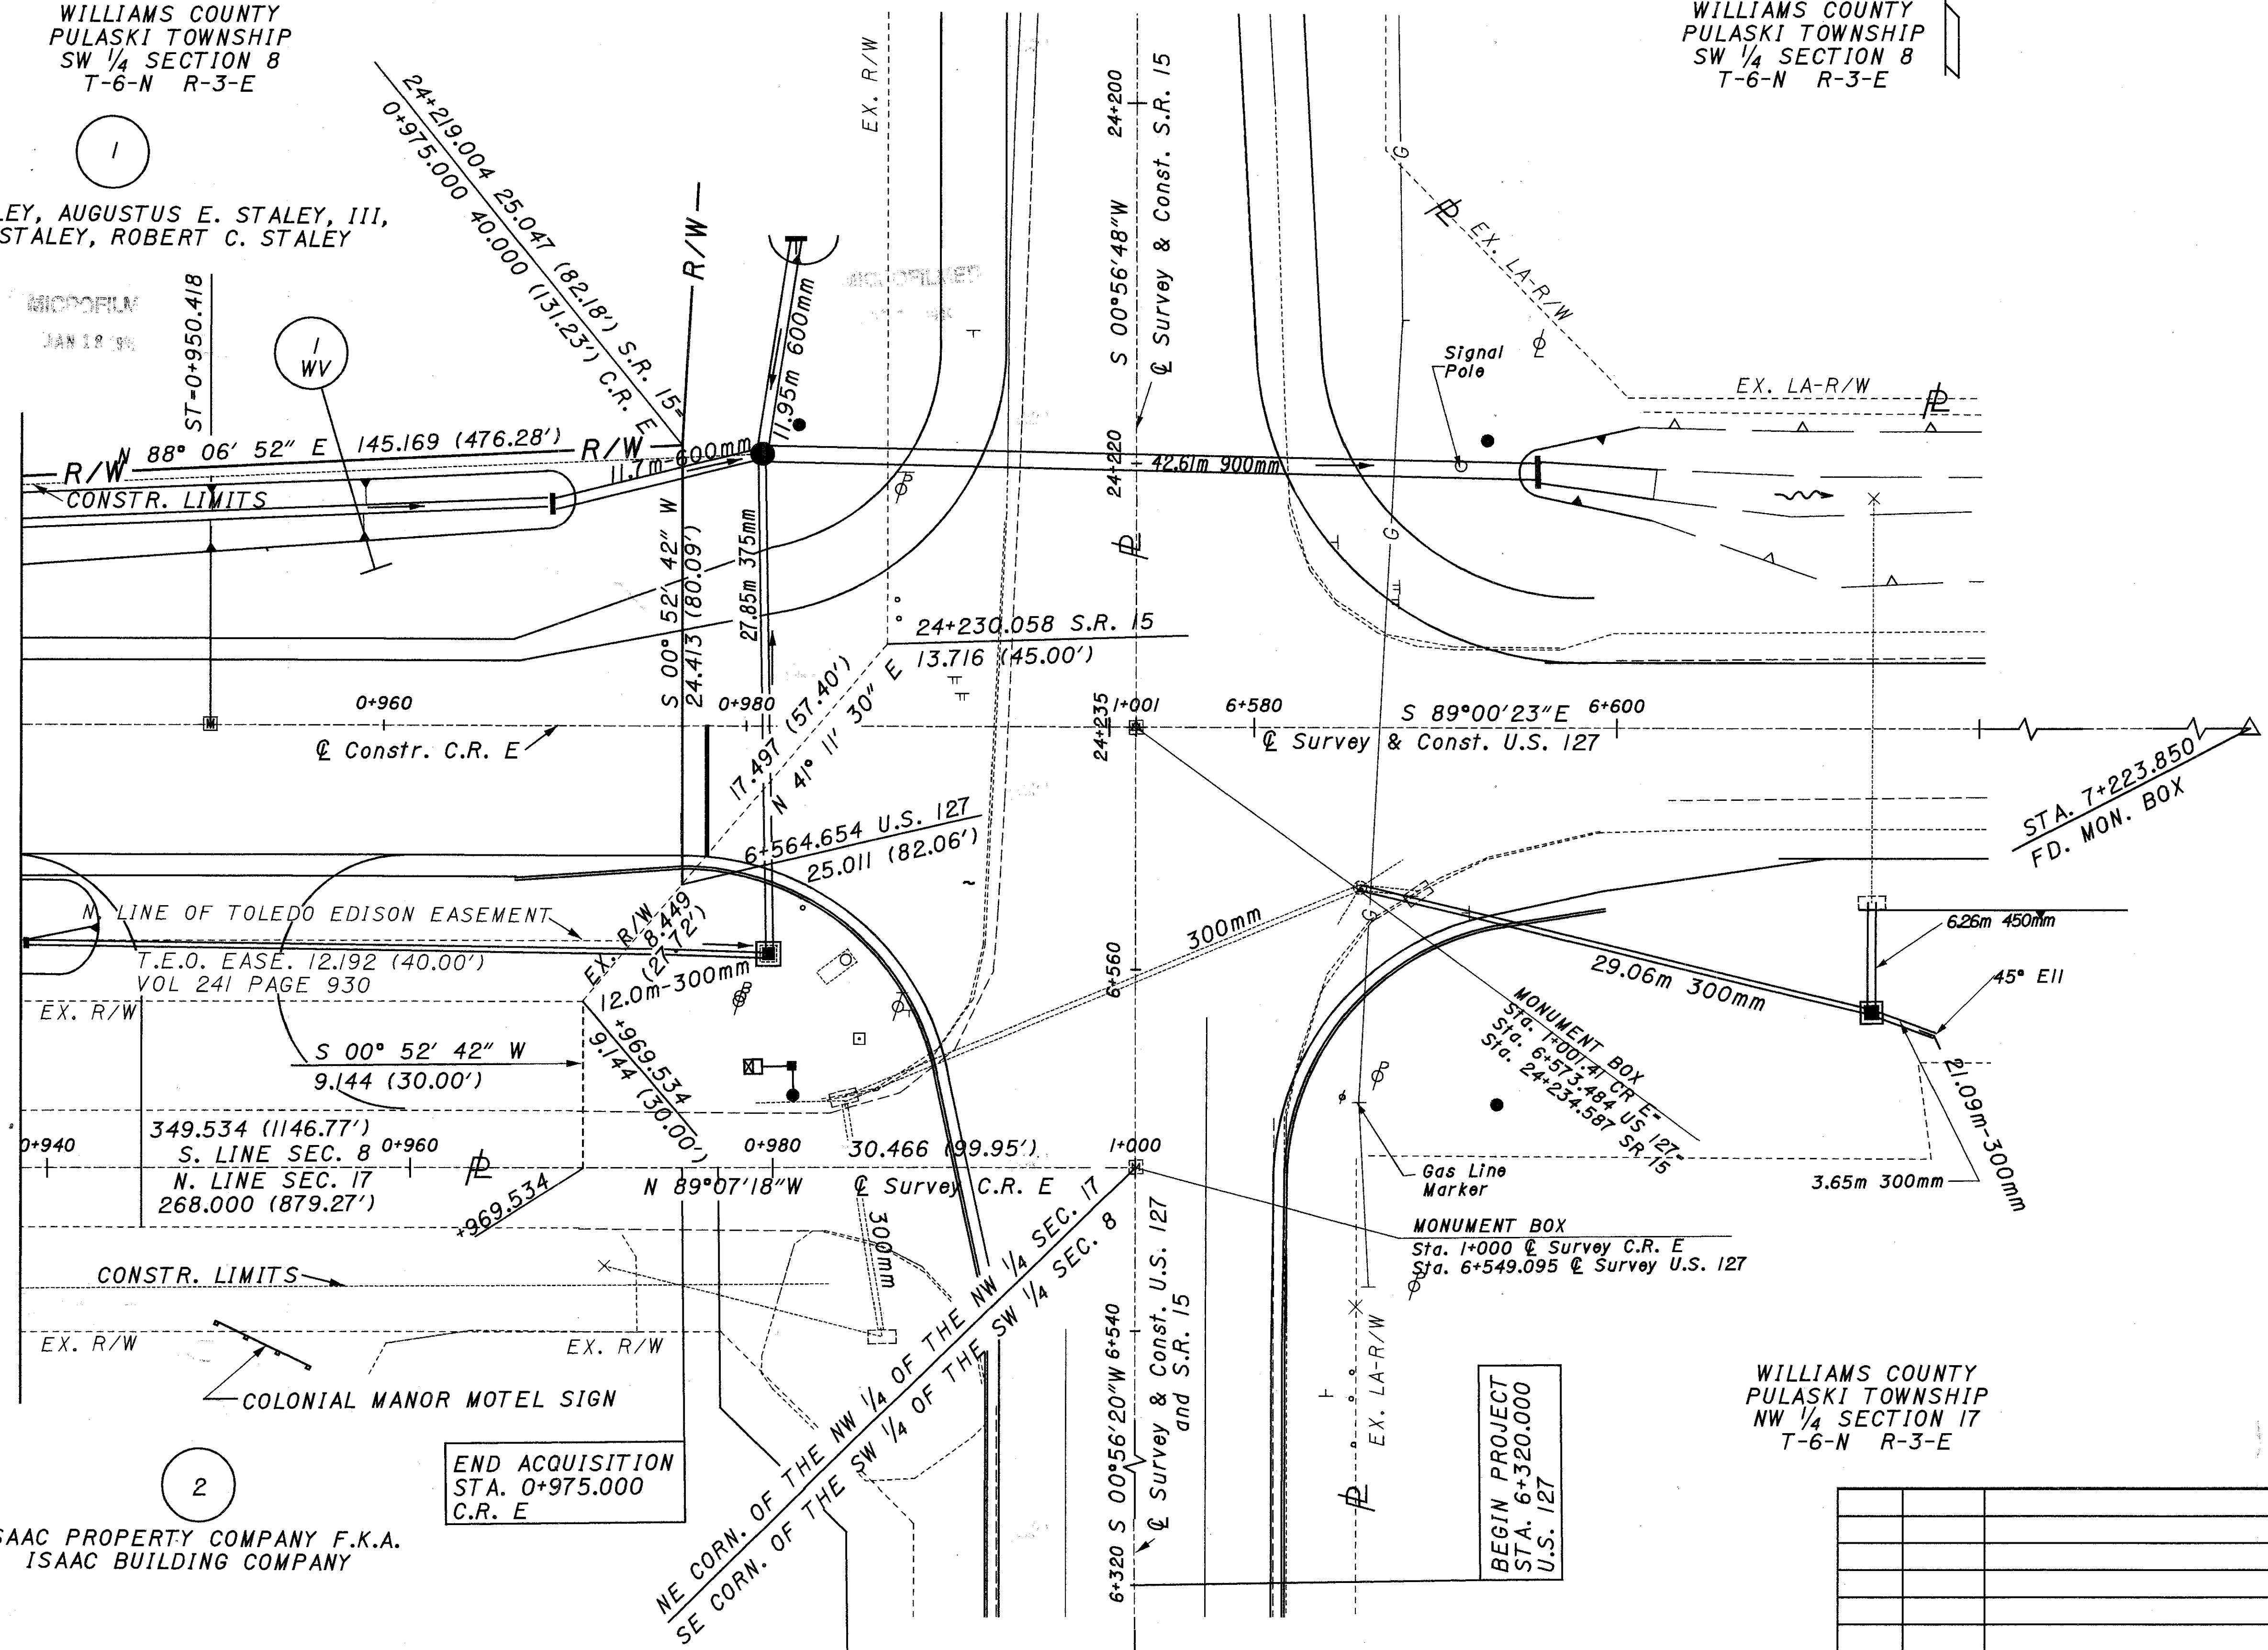 WILLIAMS COUNTY
PULASKI TOWNSHIP
SW 1/4 SECTION 8
T-6-N R-3-E
WILLIAMS COUNTY
PULASKI TOWNSHIP
SW 1/4 SECTION 8
T-6-N R-3-E
1
LEY, AUGUSTUS E. STALEY, III,
STALEY, ROBERT C. STALEY
24+219.004 25.047 (82.18') S.R. 15=
0+975.000 40.000 (131.23') C.R. E
R/W
EX. R/W
24+200
S 00°56'48"W
℄ Survey & Const. S.R. 15
G
PL
EX. LA-R/W
MICROFILM
JAN 18
MICROFILMED
ST=0+950.418
1
WV
11.95m 600mm
Signal
Pole
EX. LA-R/W
PL
N 88° 06' 52" E 145.169 (476.28')
R/W
R/W
CONSTR. LIMITS
11.7m-600mm
24+220
42.61m 900mm
G
PL
S 00° 52' 42" W
24.413 (80.09')
27.85m 375mm
24+230.058 S.R. 15
13.716 (45.00')
17.497 (57.40')
N 41° 11' 30" E
0+960
0+980
24+235
1+001
6+580
S 89°00'23"E
6+600
M
℄ Constr. C.R. E
℄ Survey & Const. U.S. 127
STA. 7+223.850
FD. MON. BOX
6+564.654 U.S. 127
25.011 (82.06')
N. LINE OF TOLEDO EDISON EASEMENT
EX. R/W
8.449
(27.72')
T.E.O. EASE. 12.192 (40.00')
VOL 241 PAGE 930
12.0m-300mm
EX. R/W
300mm
6+560
G
29.06m 300mm
6.26m 450mm
45° Ell
MONUMENT BOX
Sta. 1+001.41 CR E=
Sta. 6+573.484 US 127=
Sta. 24+234.587 SR 15
S 00° 52' 42" W
9.144 (30.00')
+969.534
9.144 (30.00')
21.09m-300mm
3.65m 300mm
0+940
349.534 (1146.77')
S. LINE SEC. 8
0+960
PL
N. LINE SEC. 17
268.000 (879.27')
+969.534
0+980
30.466 (99.95')
1+000
N 89°07'18"W
℄ Survey C.R. E
Gas Line
Marker
MONUMENT BOX
Sta. 1+000 ℄ Survey C.R. E
Sta. 6+549.095 ℄ Survey U.S. 127
300mm
CONSTR. LIMITS
EX. R/W
EX. R/W
COLONIAL MANOR MOTEL SIGN
NE CORN. OF THE NW 1/4 OF THE NW 1/4 SEC. 17
SE CORN. OF THE SW 1/4 OF THE SW 1/4 SEC. 8
6+540
S 00°56'20"W
6+320
℄ Survey & Const. U.S. 127
and S.R. 15
EX. LA-R/W
PL
BEGIN PROJECT
STA. 6+320.000
U.S. 127
WILLIAMS COUNTY
PULASKI TOWNSHIP
NW 1/4 SECTION 17
T-6-N R-3-E
END ACQUISITION
STA. 0+975.000
C.R. E
2
SAAC PROPERTY COMPANY F.K.A.
ISAAC BUILDING COMPANY